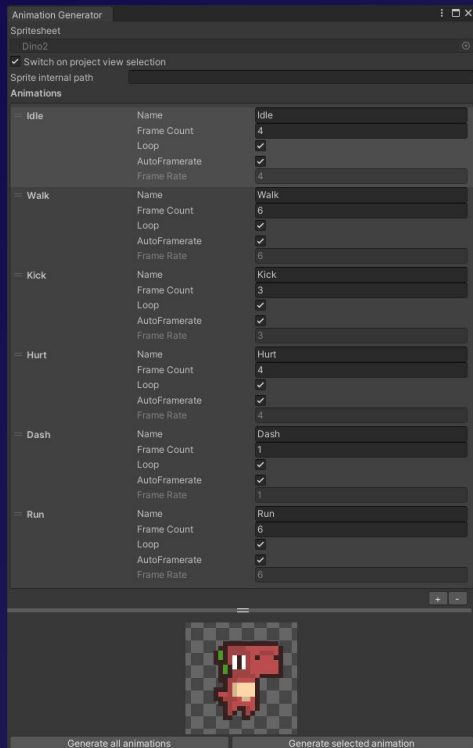 Animation Generator
Spritesheet
Dino2
Switch on project view selection
Sprite internal path
Animations
Idle Name Idle
Frame Count 4
Loop
AutoFramerate
Frame Rate 4
Walk Name Walk
Frame Count 6
Loop
AutoFramerate
Frame Rate 6
Kick Name Kick
Frame Count 3
Loop
AutoFramerate
Frame Rate 3
Hurt Name Hurt
Frame Count 4
Loop
AutoFramerate
Frame Rate 4
Dash Name Dash
Frame Count 1
Loop
AutoFramerate
Frame Rate 1
Run Name Run
Frame Count 6
Loop
AutoFramerate
Frame Rate 6
+ -
Generate all animations Generate selected animation